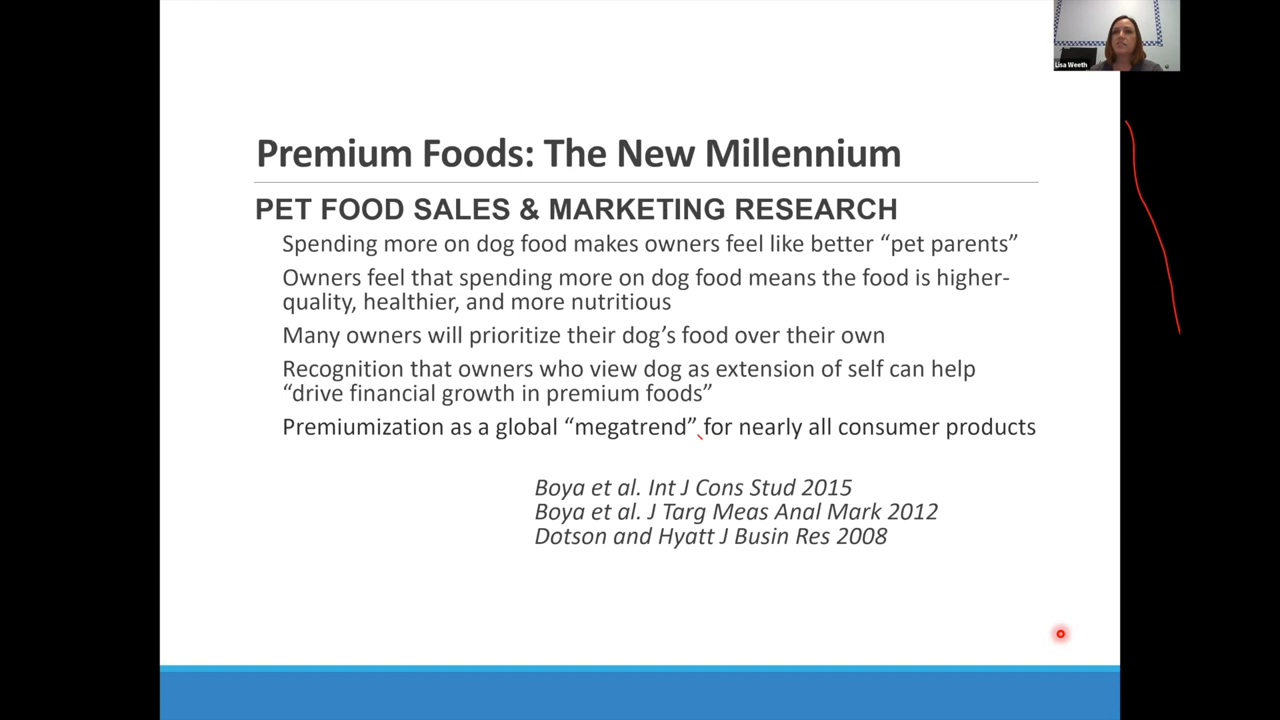 Lisa Weeth
Premium Foods: The New Millennium
PET FOOD SALES & MARKETING RESEARCH
Spending more on dog food makes owners feel like better “pet parents”
Owners feel that spending more on dog food means the food is higher-
quality, healthier, and more nutritious
Many owners will prioritize their dog’s food over their own
Recognition that owners who view dog as extension of self can help
“drive financial growth in premium foods”
Premiumization as a global “megatrend” for nearly all consumer products
Boya et al. Int J Cons Stud 2015
Boya et al. J Targ Meas Anal Mark 2012
Dotson and Hyatt J Busin Res 2008